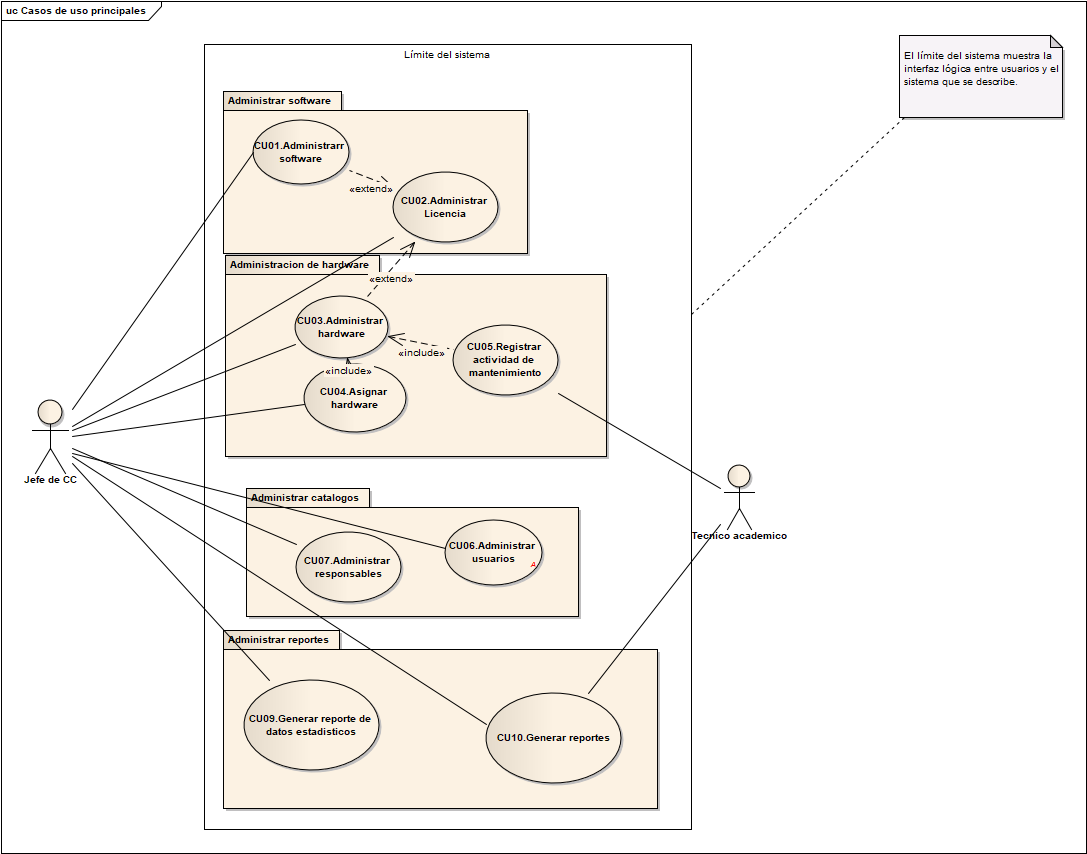 uc Casos de uso principales
Límite del sistema
El límite del sistema muestra la
interfaz lógica entre usuarios y el
sistema que se describe.
Administrar software
CU01.Administrarr
software
«extend»
CU02.Administrar
Licencia
Administracion de hardware
«extend»
CU03.Administrar
hardware
«include»
CU05.Registrar
actividad de
mantenimiento
«include»
CU04.Asignar
hardware
Jefe de CC
Tecnico academico
Administrar catalogos
CU06.Administrar
usuarios
A
CU07.Administrar
responsables
Administrar reportes
CU09.Generar reporte de
datos estadisticos
CU10.Generar reportes